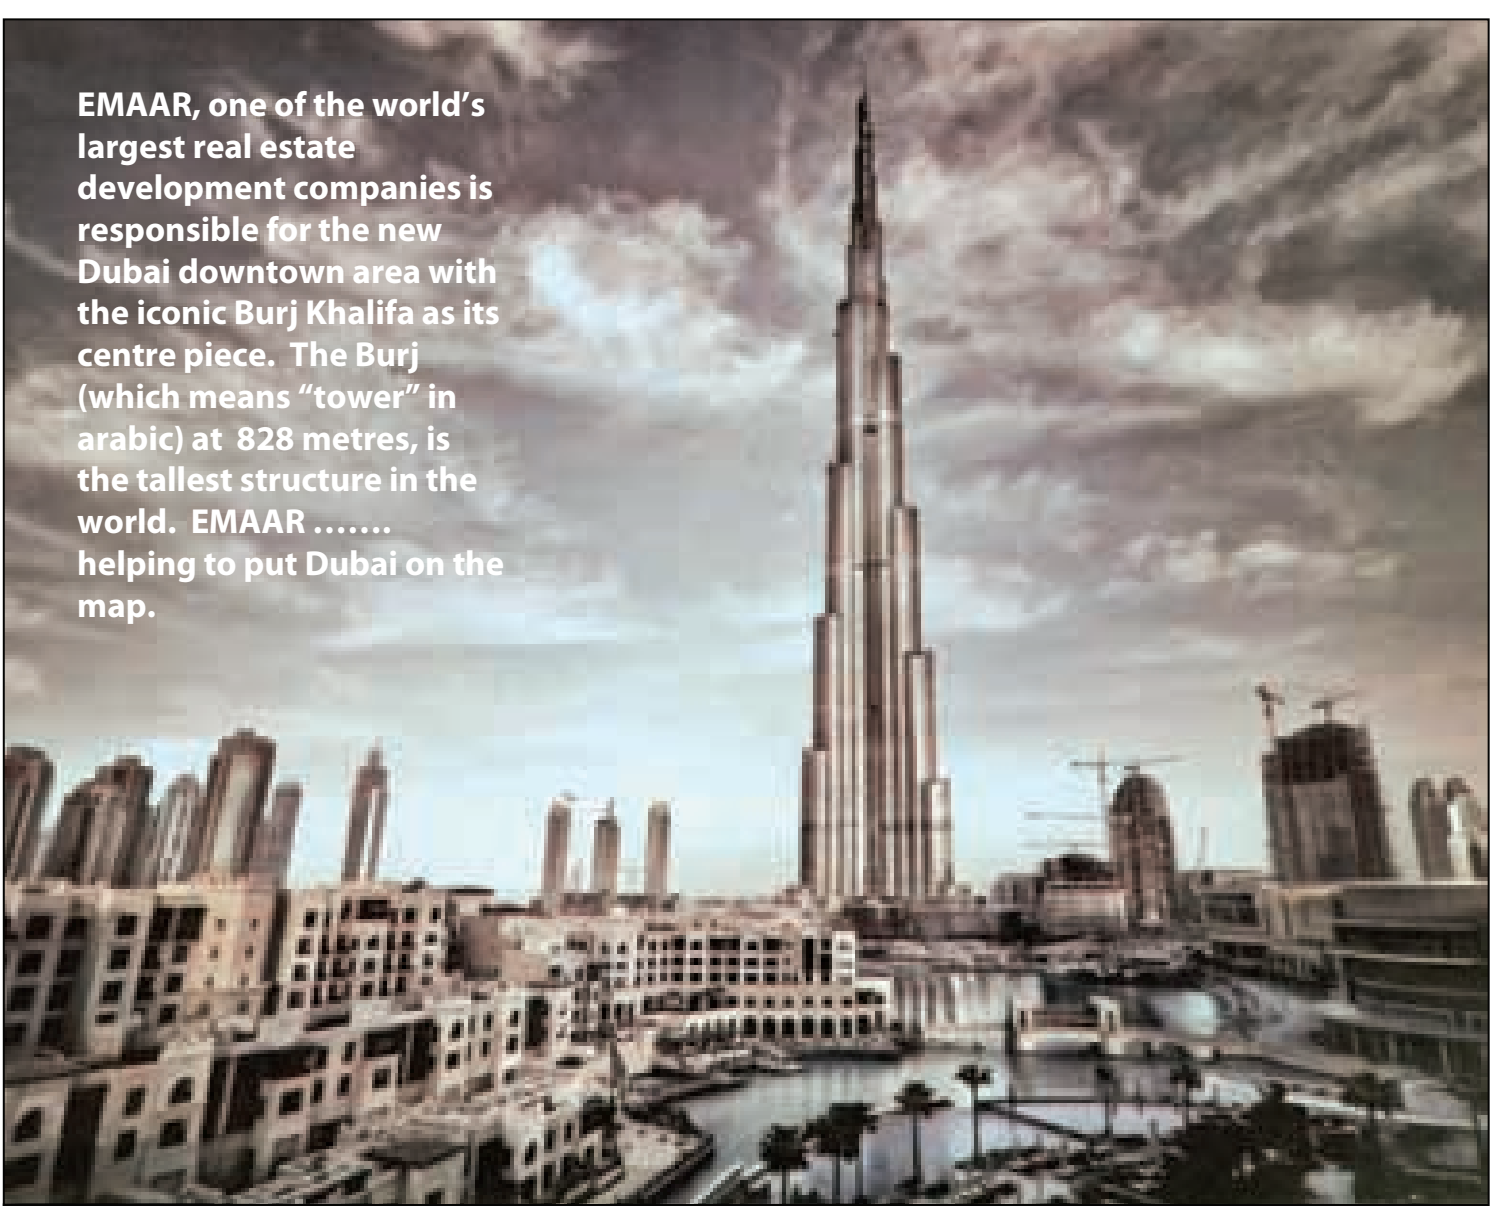 EMAAR, one of the world’s
largest real estate
development companies is
responsible for the new
Dubai downtown area with
the iconic Burj Khalifa as its
centre piece.  The Burj
(which means “tower” in
arabic) at  828 metres, is
the tallest structure in the
world.  EMAAR …….
helping to put Dubai on the
map.